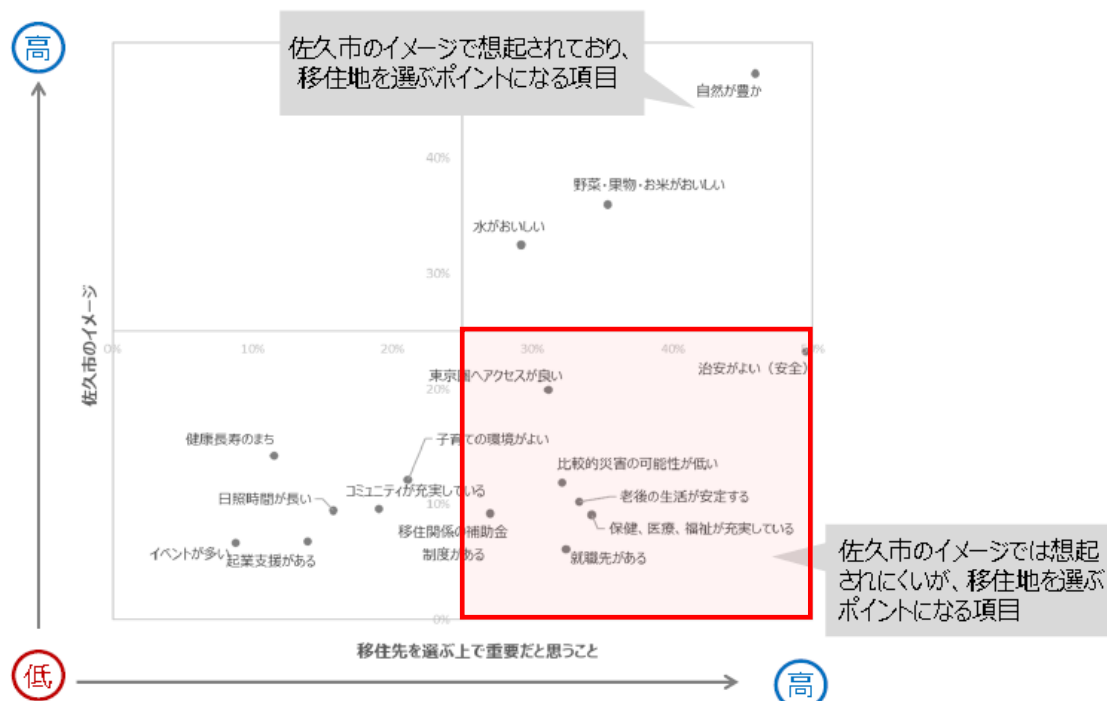 高
佐久市のイメージで想起されており、
移住地を選ぶポイントになる項目
自然が豊か
40%
野菜・果物・お米がおいしい
水がおいしい
30%
佐久市のイメージ
0%
10%
20%
30%
40%
50%
治安がよい（安全）
東京圏へアクセスが良い
20%
健康長寿のまち
子育ての環境がよい
比較的災害の可能性が低い
コミュニティが充実している
老後の生活が安定する
日照時間が長い
10%
移住関係の補助金
制度がある
保健、医療、福祉が充実している
イベントが多い
起業支援がある
就職先がある
佐久市のイメージでは想起
されにくいが、移住地を選ぶ
ポイントになる項目
0%
移住先を選ぶ上で重要だと思うこと
低
高